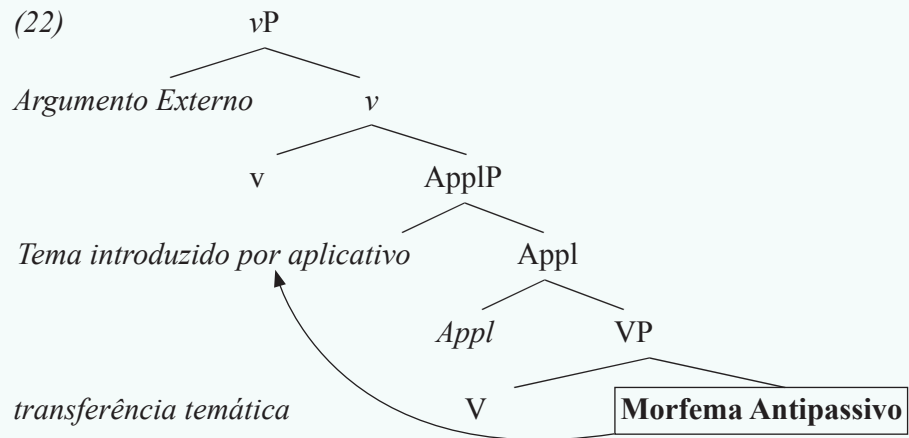 (22) vP
Argumento Externo v
v ApplP
Tema introduzido por aplicativo Appl
Appl VP
transferência temática V Morfema Antipassivo